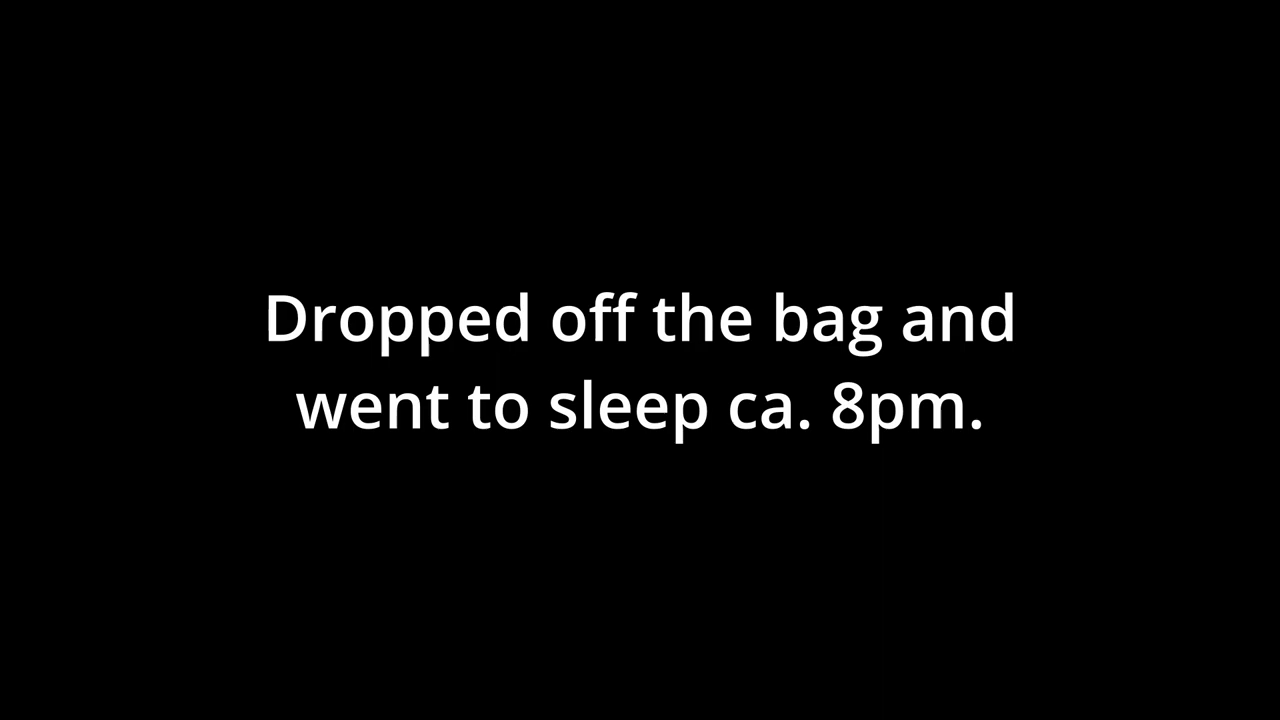 Dropped off the bag and
went to sleep ca. 8pm.